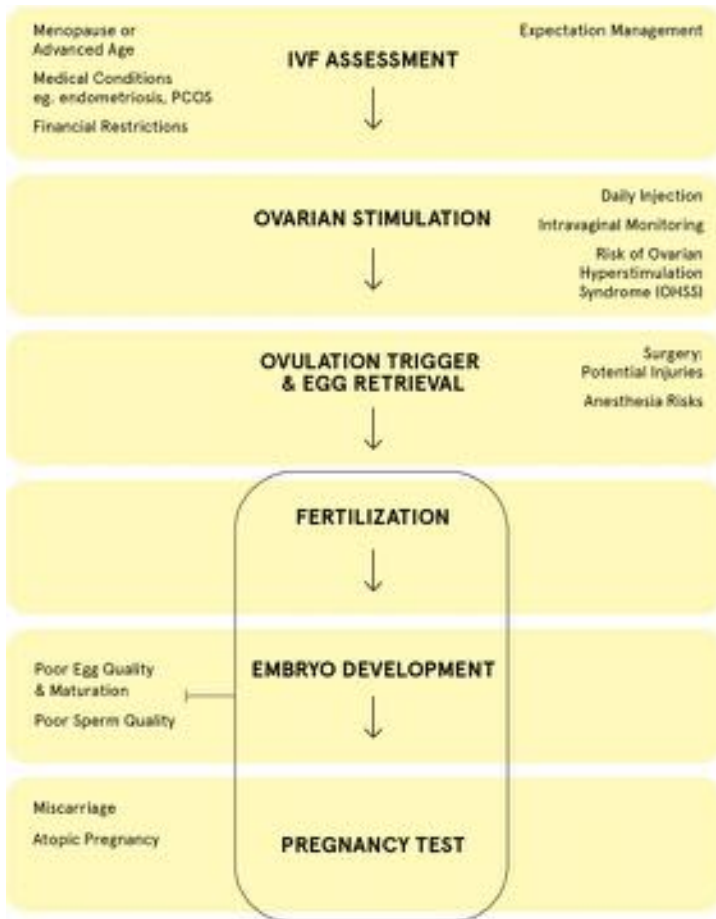 Menopause or
Advanced Age
Medical Conditions
eg. endometriosis, PCOS
Financial Restrictions
IVF ASSESSMENT
Expectation Management
OVARIAN STIMULATION
Daily Injection
Intravaginal Monitoring
Risk of Ovarian
Hyperstimulation
Syndrome (OHSS)
OVULATION TRIGGER
& EGG RETRIEVAL
Surgery:
Potential Injuries
Anesthesia Risks
FERTILIZATION
Poor Egg Quality
& Maturation
Poor Sperm Quality
EMBRYO DEVELOPMENT
Miscarriage
Atopic Pregnancy
PREGNANCY TEST